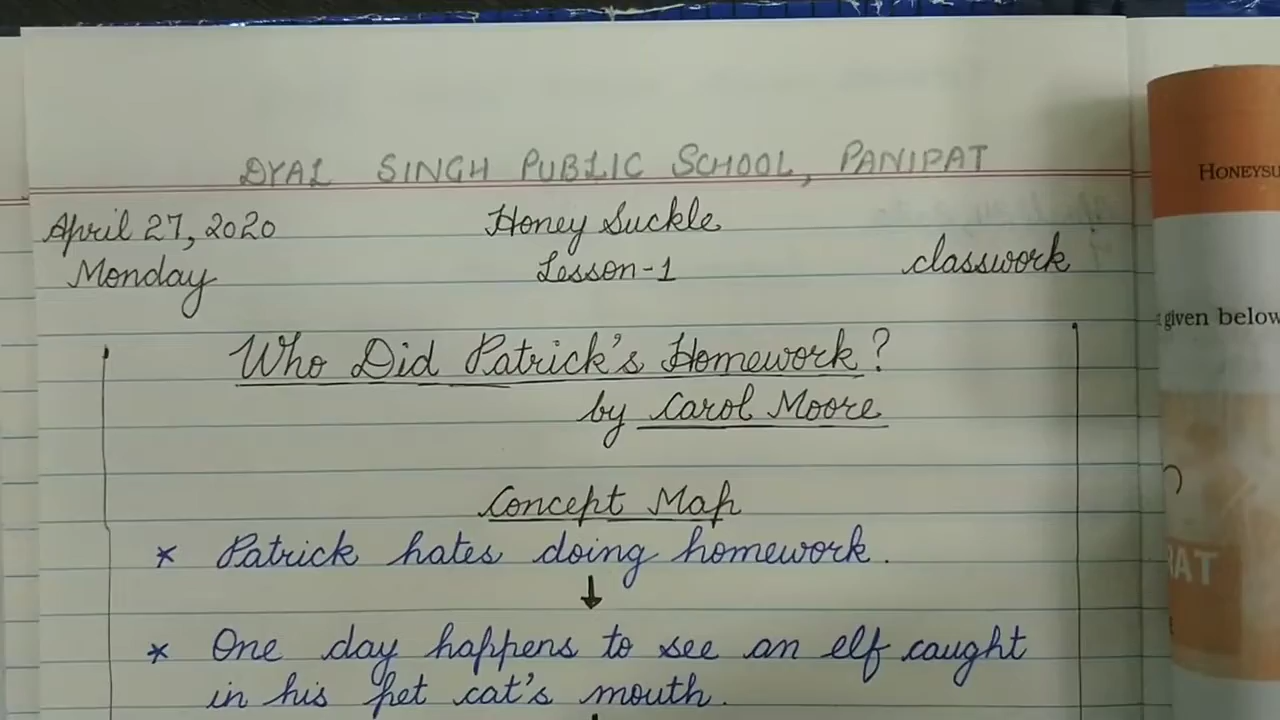 DYAL SINGH PUBLIC SCHOOL, PANIPAT
April 27, 2020
Honey Suckle
Monday
Lesson-1
classwork
Who Did Patrick's Homework?
by Carol Moore
Concept Map
* Patrick hates doing homework.
↓
* One day happens to see an elf caught
in his pet cat's mouth.
HONEYSU
given below